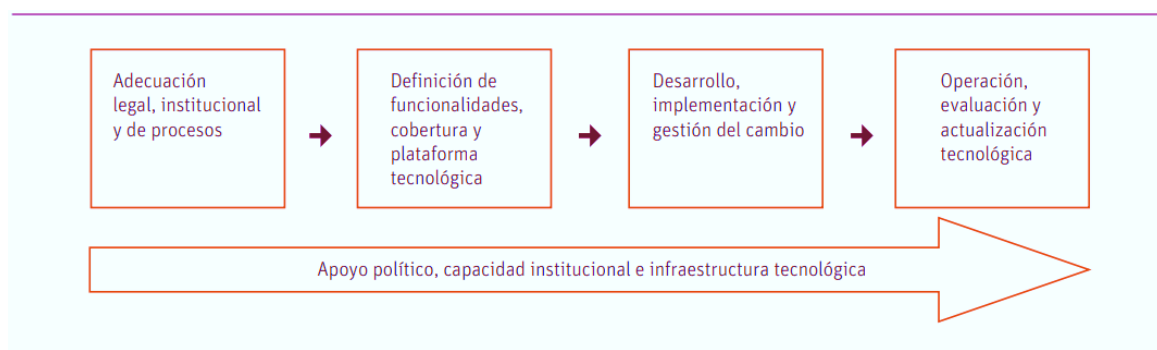 Adecuación
legal, institucional
y de procesos
Definición de
funcionalidades,
cobertura y
plataforma
tecnológica
Desarrollo,
implementación y
gestión del cambio
Operación,
evaluación y
actualización
tecnológica
Apoyo político, capacidad institucional e infraestructura tecnológica